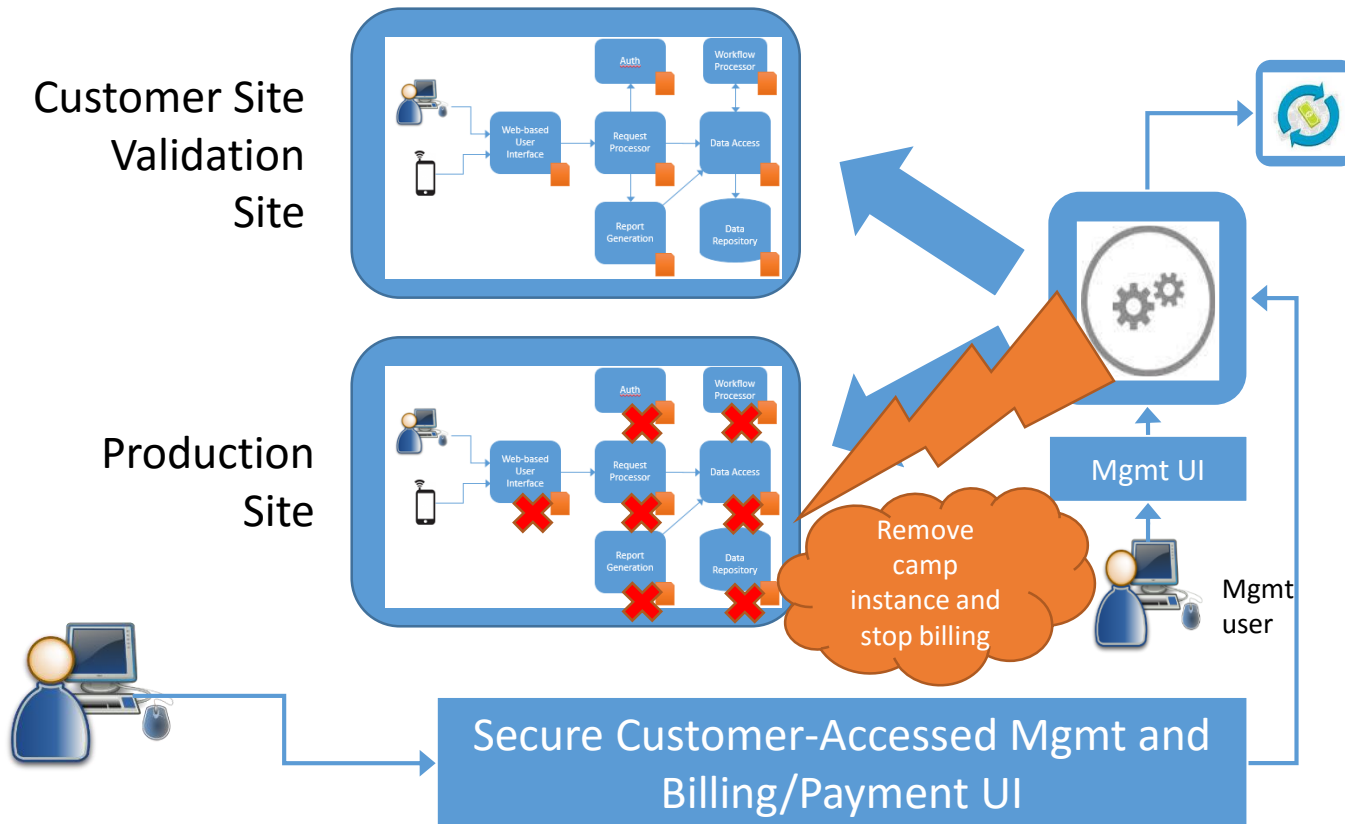 Customer Site
Validation
Site
Auth
Workflow
Processor
Web-based
User
Interface
Request
Processor
Data Access
Report
Generation
Data
Repository
Production
Site
Auth
Workflow
Processor
Web-based
User
Interface
Request
Processor
Data Access
Report
Generation
Data
Repository
Mgmt UI
Remove
camp
instance and
stop billing
Mgmt
user
Secure Customer-Accessed Mgmt and
Billing/Payment UI